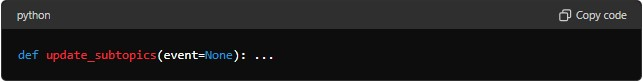 python
Copy code
def update_subtopics(event=None): ...